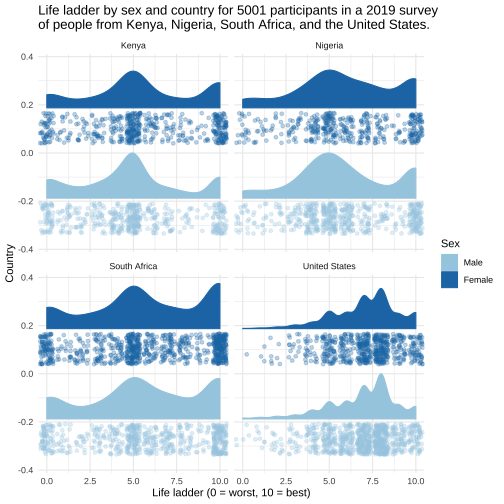 Life ladder by sex and country for 5001 participants in a 2019 survey
of people from Kenya, Nigeria, South Africa, and the United States.
Kenya
Nigeria
0.4
0.2
0.0
-0.2
-0.4
South Africa
United States
0.4
0.2
0.0
-0.2
-0.4
0.0 2.5 5.0 7.5 10.0
0.0 2.5 5.0 7.5 10.0
Life ladder (0 = worst, 10 = best)
Country
Sex
Male
Female